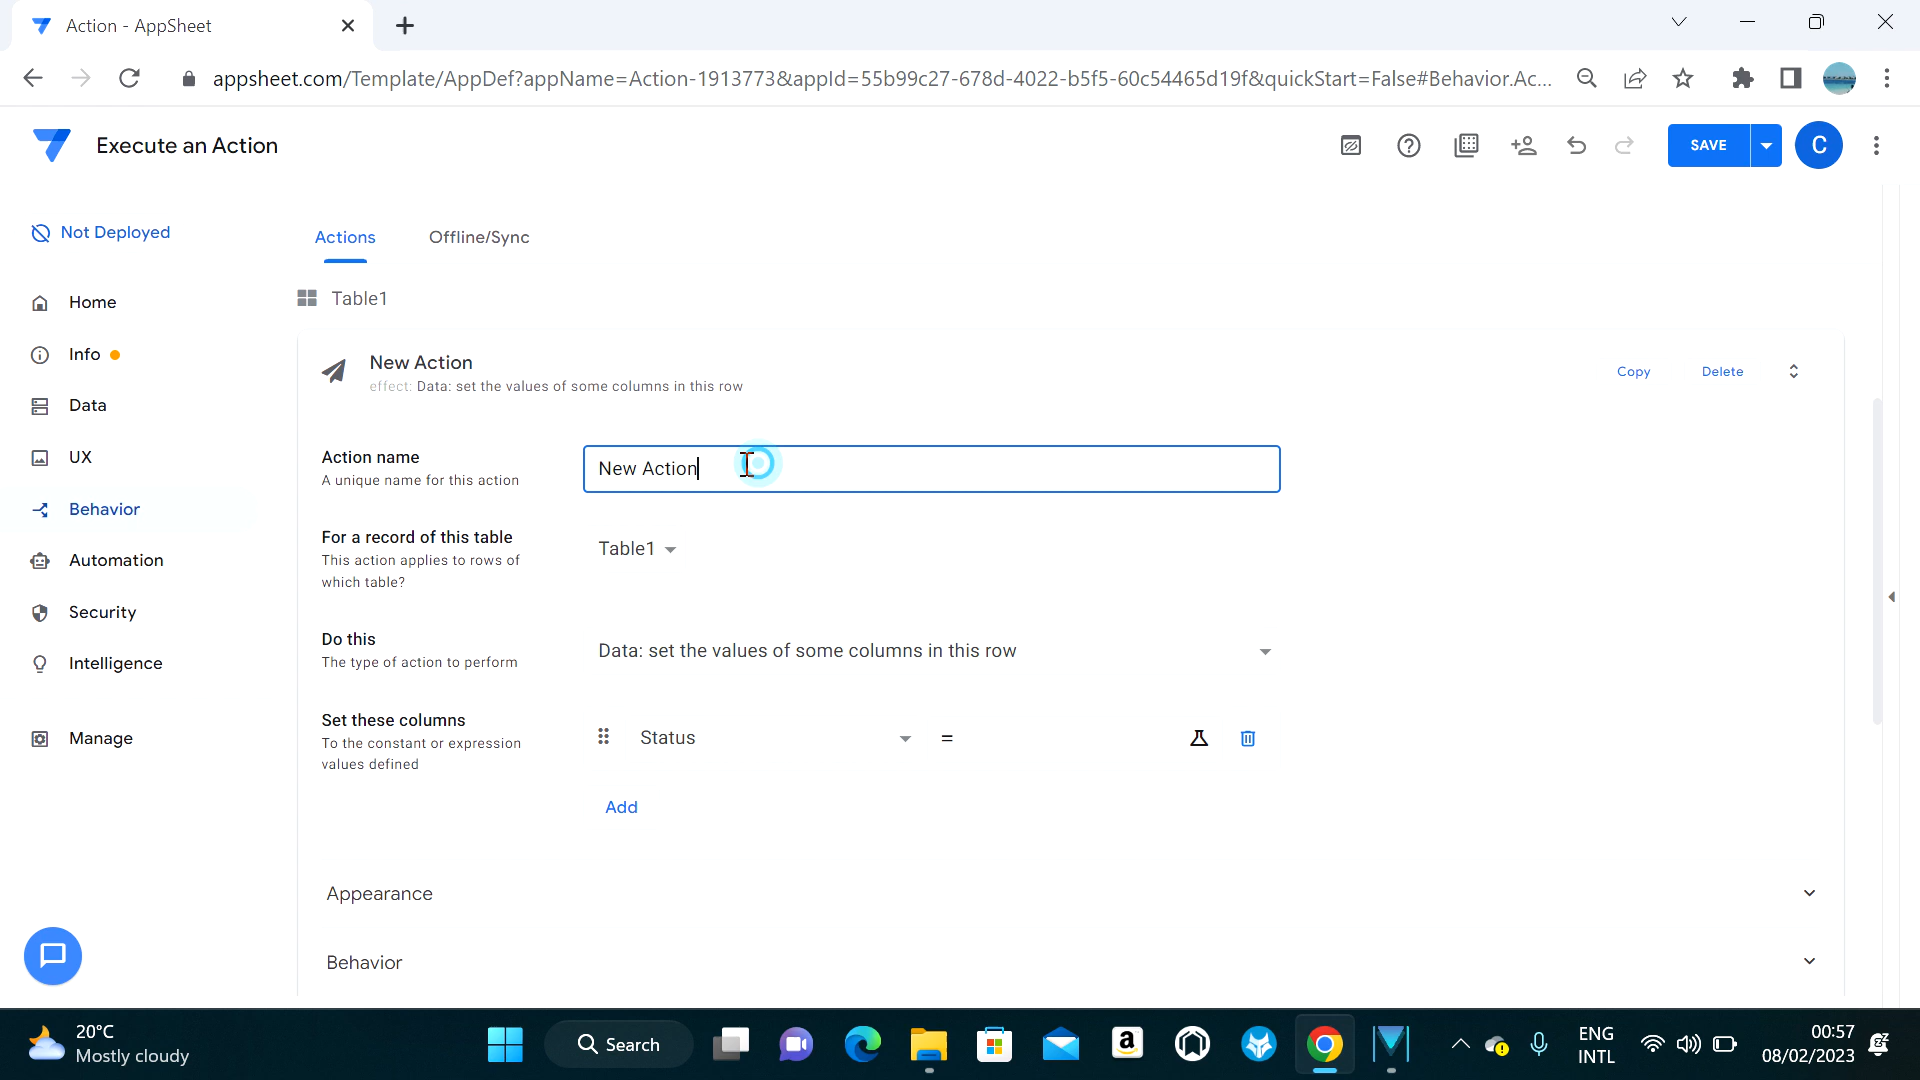 Action - AppSheet
appsheet.com/Template/AppDef?appName=Action-1913773&appId=55b99c27-678d-4022-b5f5-60c54465d19f&quickStart=False#Behavior.Ac...
Execute an Action
SAVE
C
Not Deployed
Actions
Offline/Sync
Home
Table1
Info
New Action
effect: Data: set the values of some columns in this row
Copy
Delete
Data
UX
Action name
A unique name for this action
New Action
Behavior
For a record of this table
This action applies to rows of
which table?
Table1
Automation
Security
Do this
The type of action to perform
Data: set the values of some columns in this row
Intelligence
Set these columns
To the constant or expression
values defined
Status
=
Manage
Add
Appearance
Behavior
20°C
Mostly cloudy
Search
a
ENG
INTL
00:57
08/02/2023